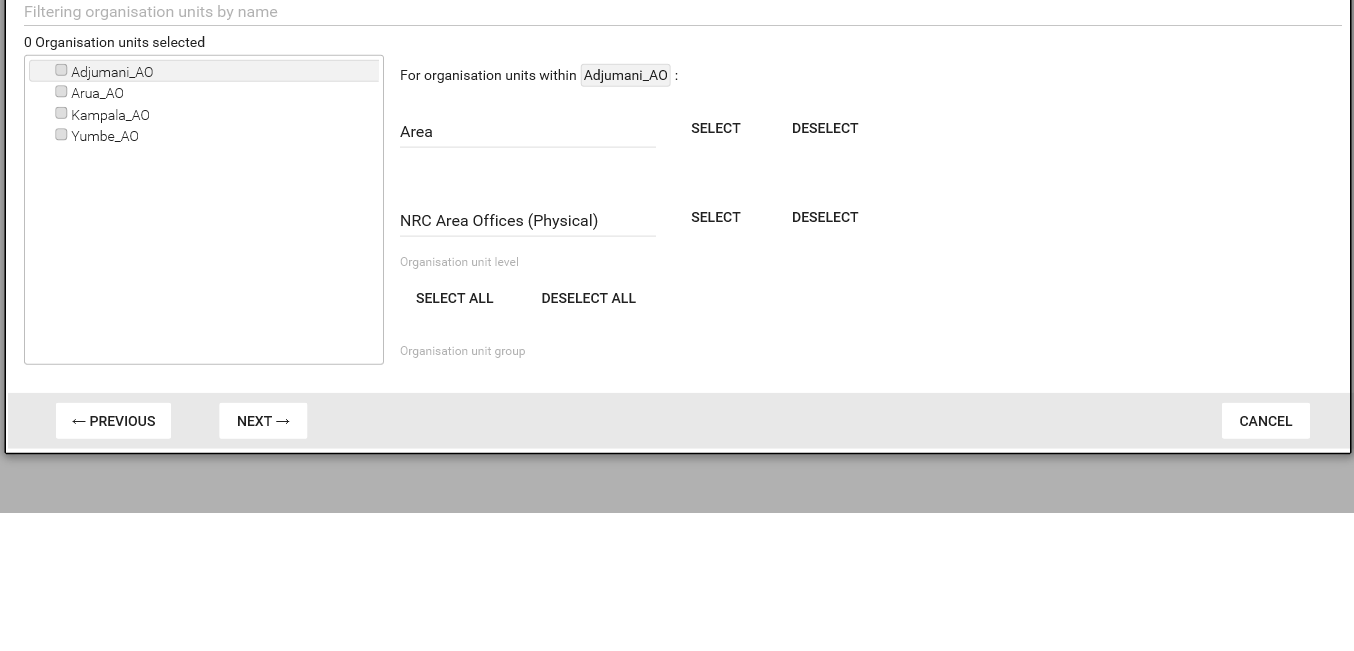 Filtering organisation units by name
0 Organisation units selected
Adjumani_AO
Arua_AO
Kampala_AO
Yumbe_AO
For organisation units within Adjumani_AO :
Area SELECT DESELECT
NRC Area Offices (Physical) SELECT DESELECT
Organisation unit level
SELECT ALL DESELECT ALL
Organisation unit group
← PREVIOUS NEXT → CANCEL